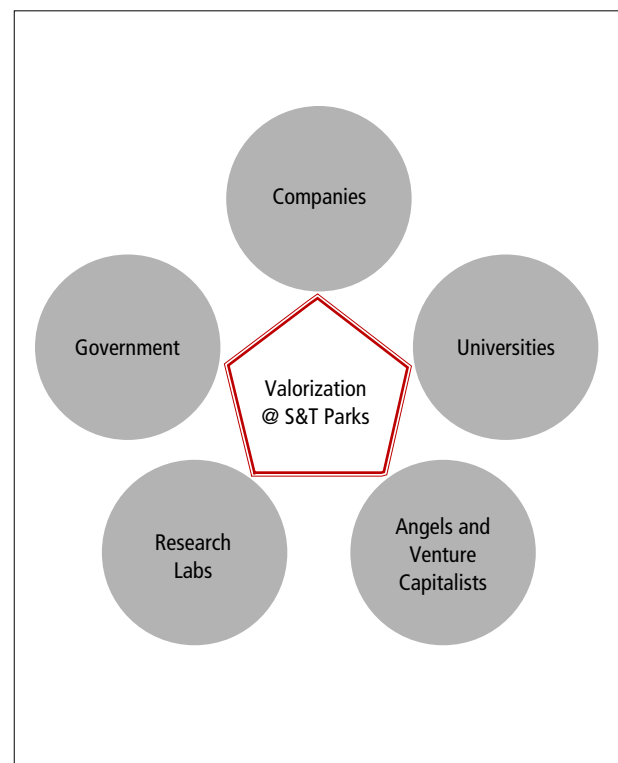 Companies
Government
Universities
Valorization
@ S&T Parks
Research
Labs
Angels and
Venture
Capitalists